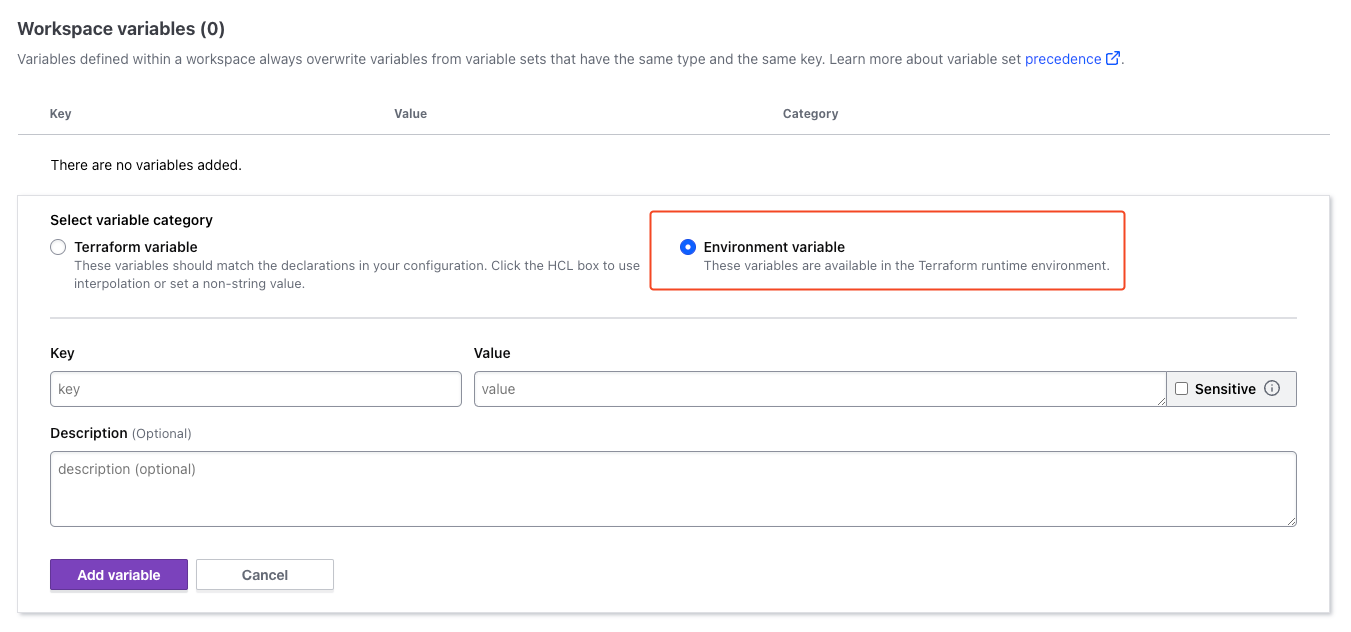 Workspace variables (0)
Variables defined within a workspace always overwrite variables from variable sets that have the same type and the same key. Learn more about variable set precedence.
Key Value Category
There are no variables added.
Select variable category
Terraform variable
These variables should match the declarations in your configuration. Click the HCL box to use
interpolation or set a non-string value.
Environment variable
These variables are available in the Terraform runtime environment.
Key Value
key value Sensitive
Description (Optional)
description (optional)
Add variable Cancel